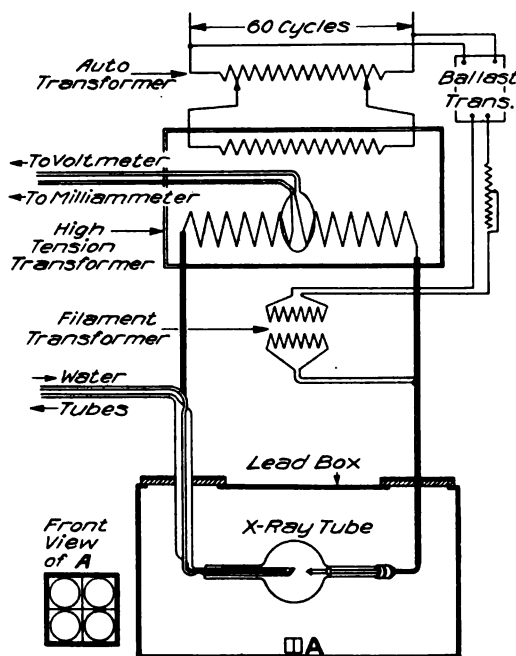 60 Cycles
Auto
Transformer
Ballast
Trans.
To Voltmeter
To Milliammeter
High
Tension
Transformer
Filament
Transformer
Water
Tubes
Lead Box
X-Ray Tube
Front
View
of A
A